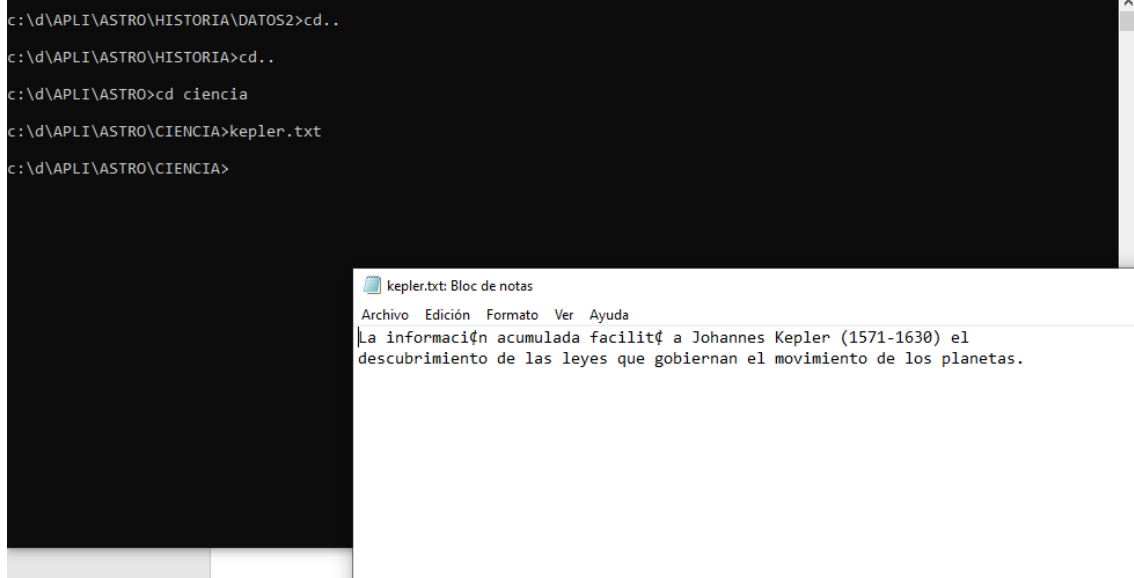 c:\d\APLI\ASTRO\HISTORIA\DATOS2>cd..
c:\d\APLI\ASTRO\HISTORIA>cd..
c:\d\APLI\ASTRO>cd ciencia
c:\d\APLI\ASTRO\CIENCIA>kepler.txt
c:\d\APLI\ASTRO\CIENCIA>
kepler.txt: Bloc de notas
Archivo Edición Formato Ver Ayuda
La informaci¢n acumulada facilit¢ a Johannes Kepler (1571-1630) el
descubrimiento de las leyes que gobiernan el movimiento de los planetas.